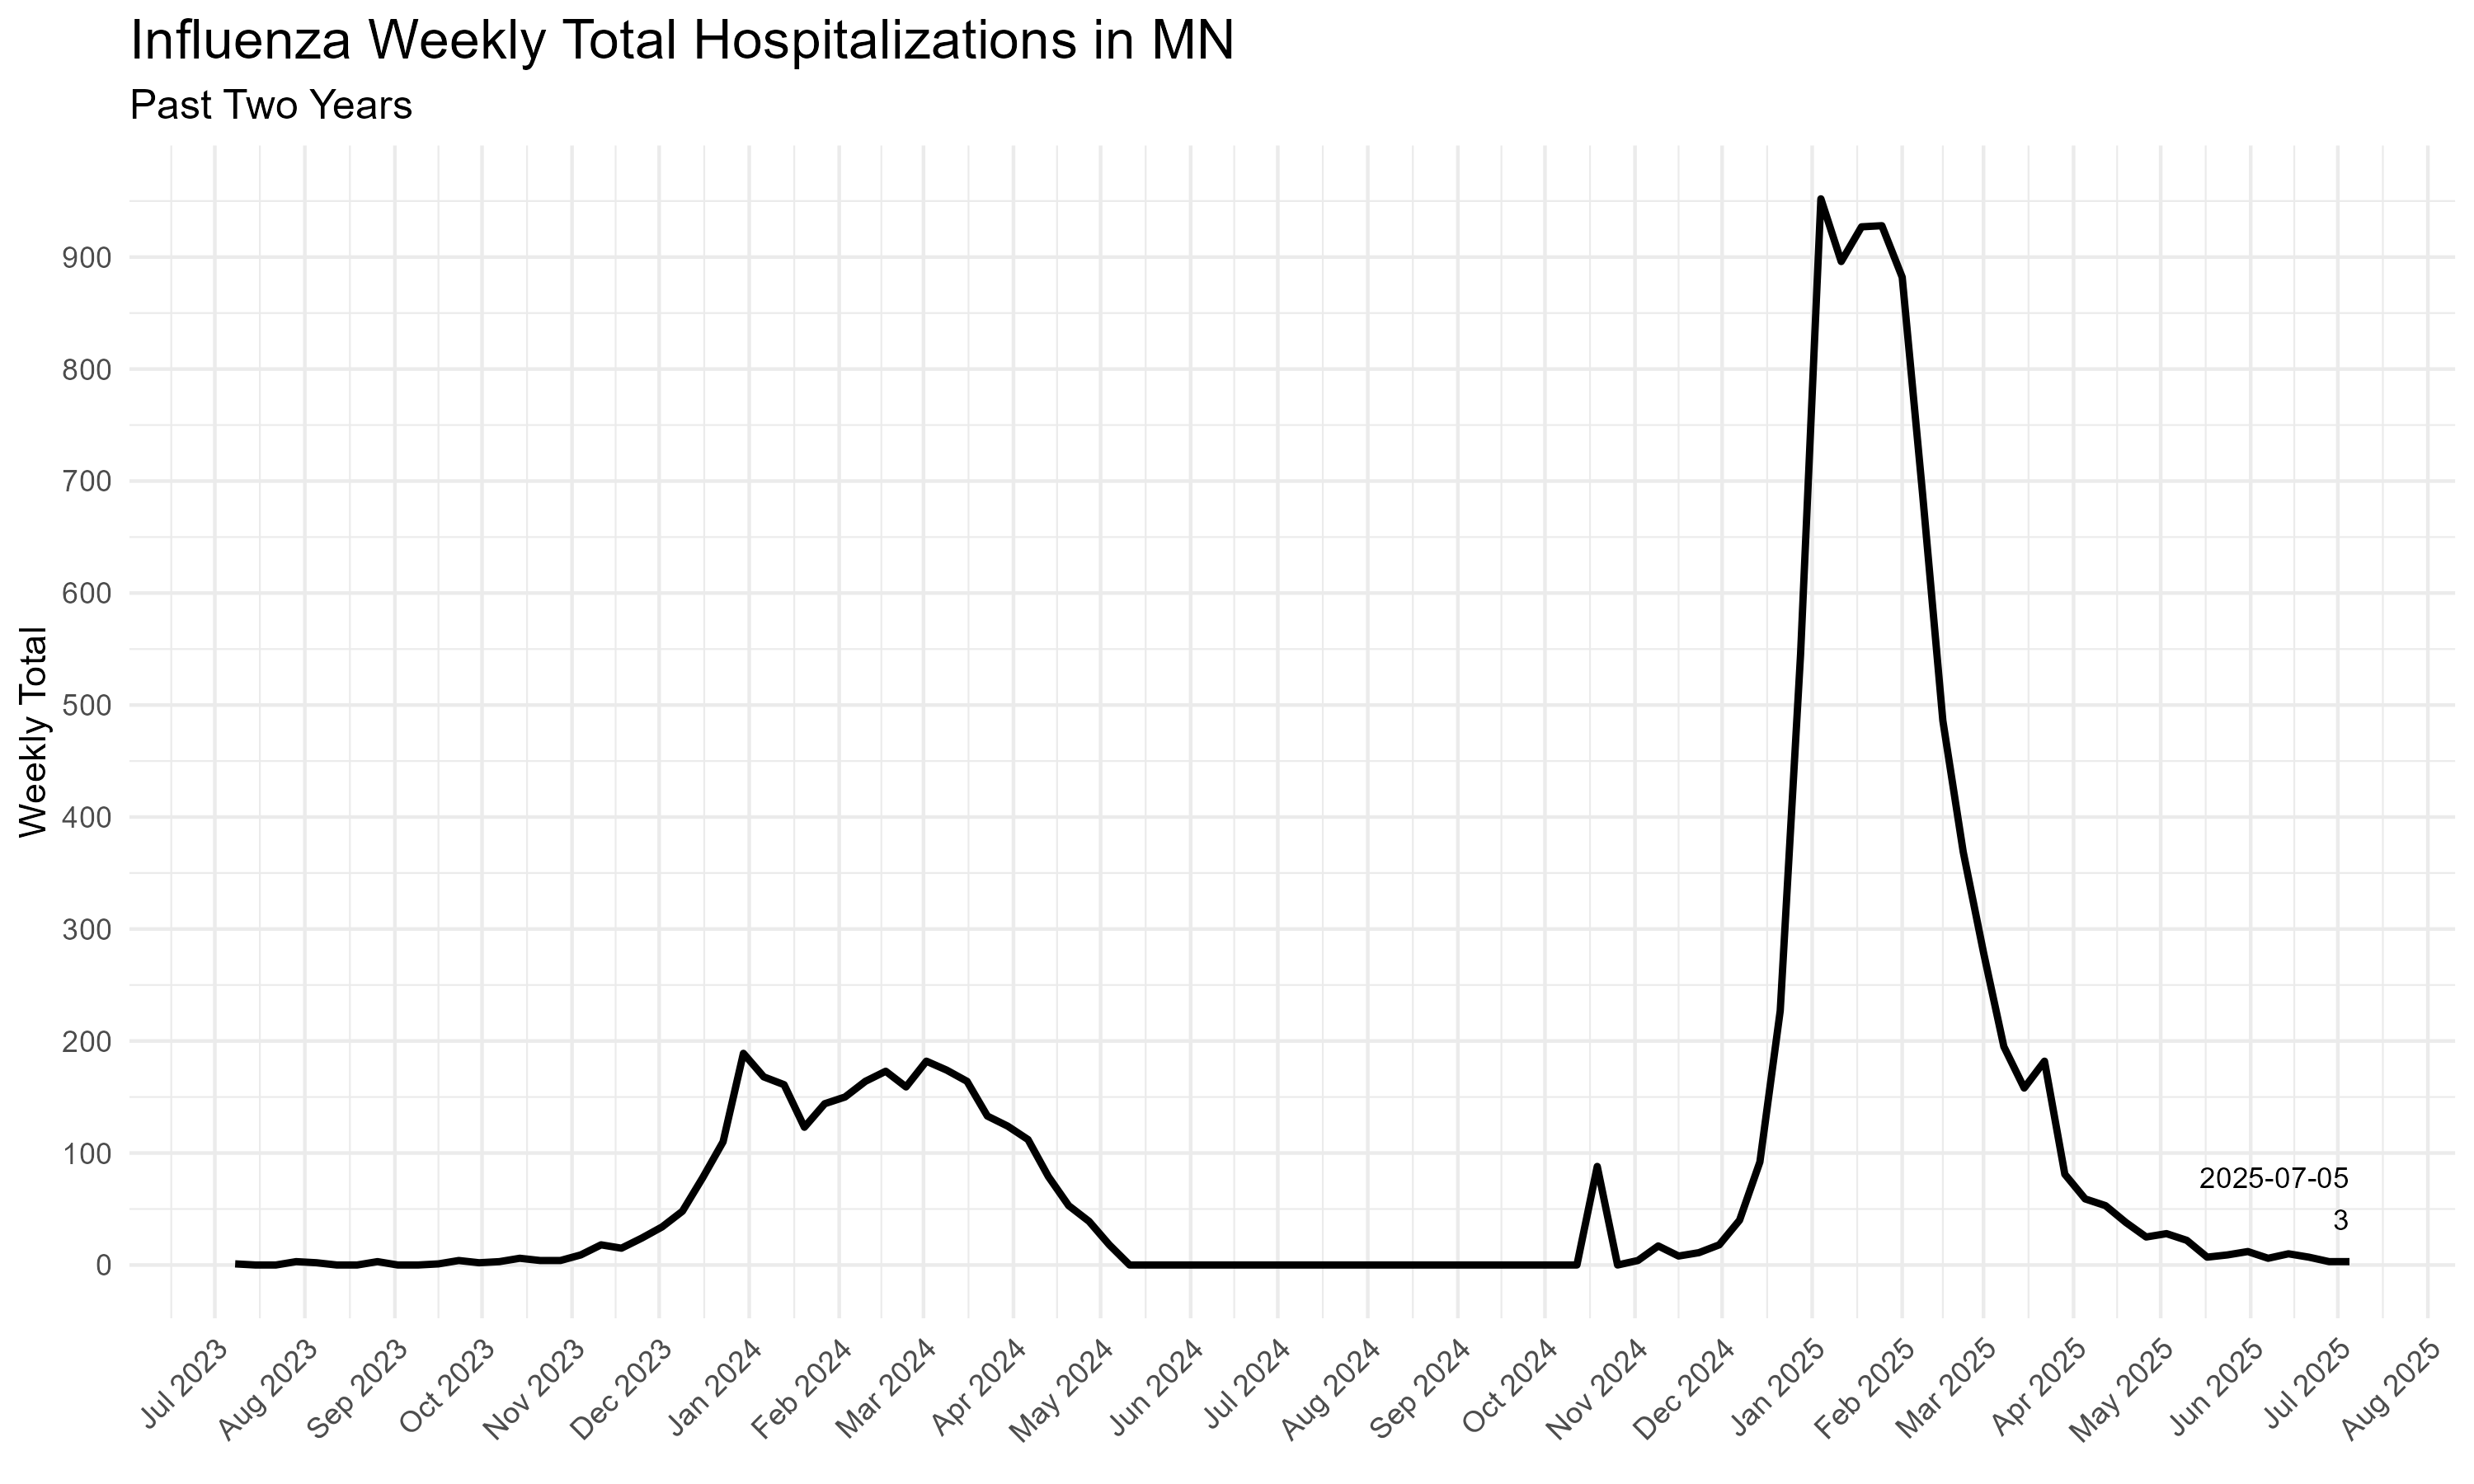 Influenza Weekly Total Hospitalizations in MN
Past Two Years
Weekly Total
900
800
700
600
500
400
300
200
100
0
2025-07-05
3
Jul 2023
Aug 2023
Sep 2023
Oct 2023
Nov 2023
Dec 2023
Jan 2024
Feb 2024
Mar 2024
Apr 2024
May 2024
Jun 2024
Jul 2024
Aug 2024
Sep 2024
Oct 2024
Nov 2024
Dec 2024
Jan 2025
Feb 2025
Mar 2025
Apr 2025
May 2025
Jun 2025
Jul 2025
Aug 2025